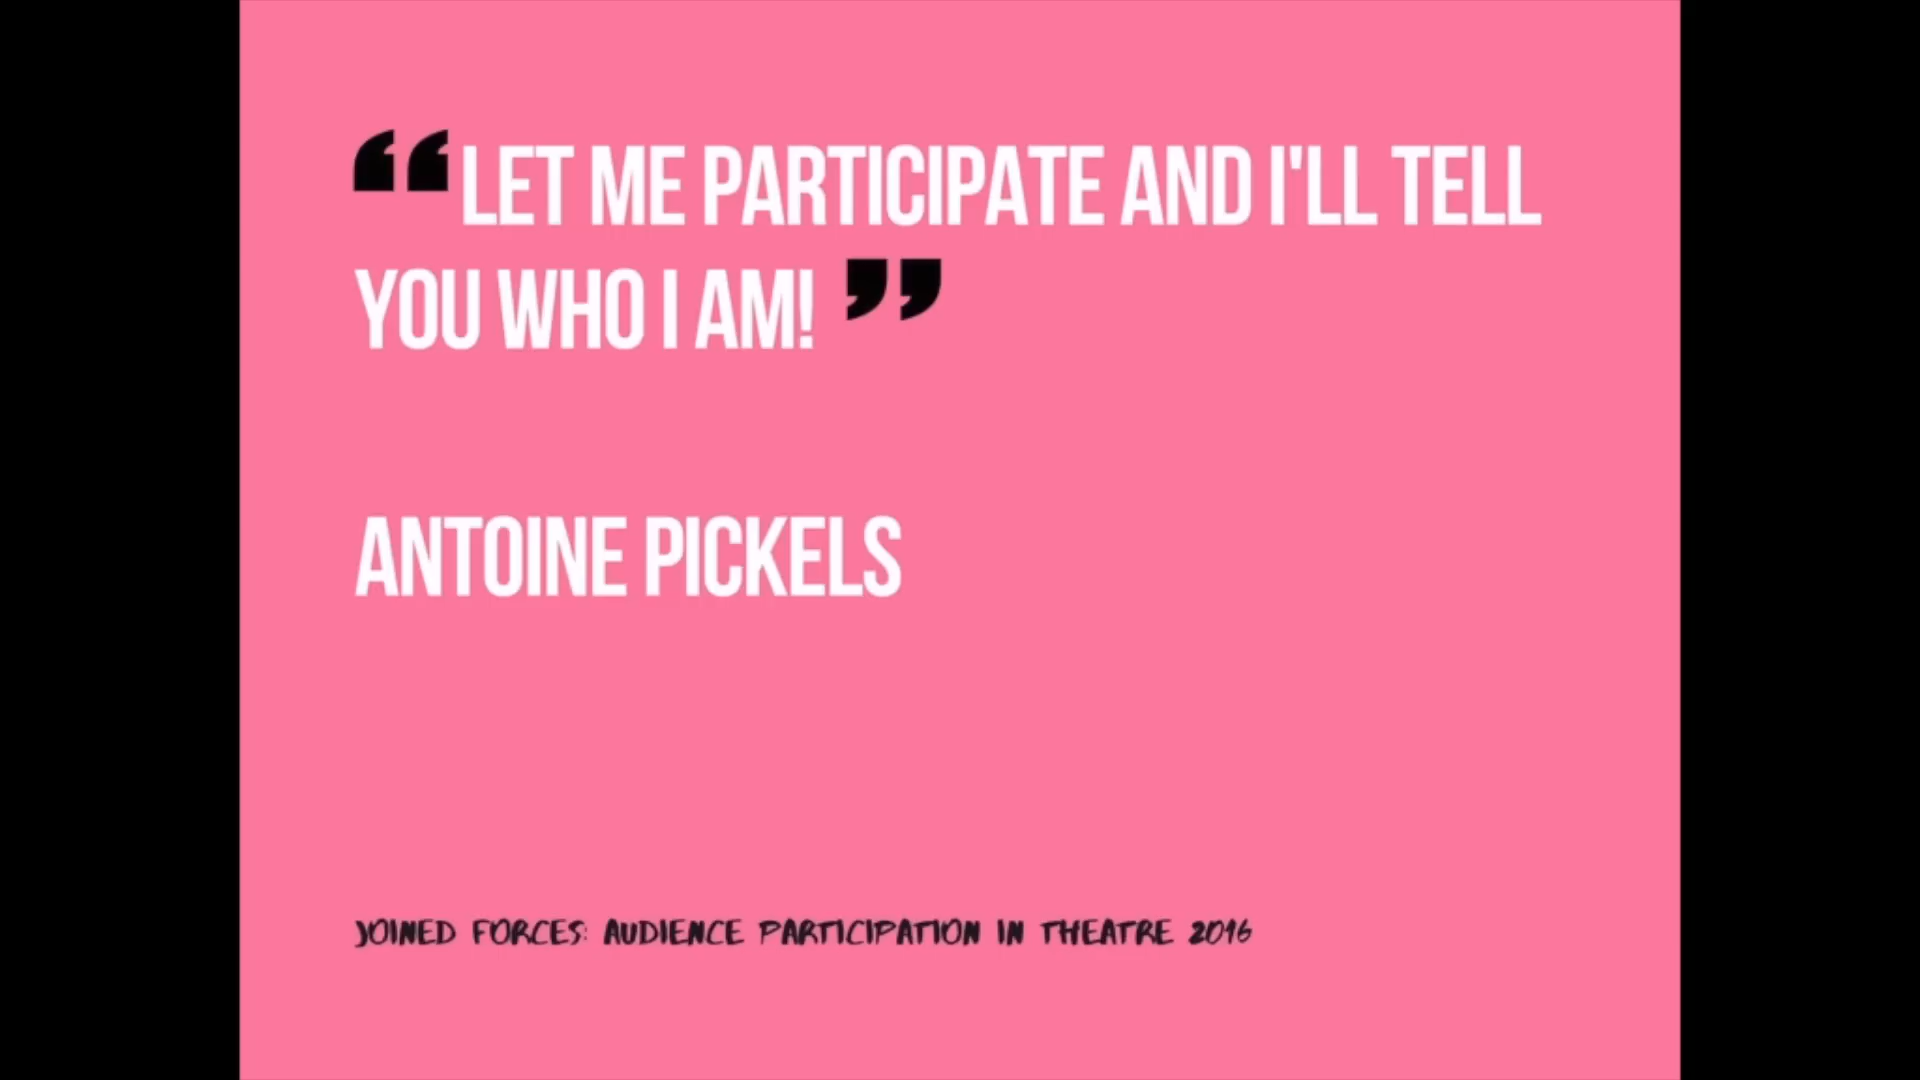 “LET ME PARTICIPATE AND I'LL TELL
YOU WHO I AM! ”
ANTOINE PICKELS
JOINED FORCES: AUDIENCE PARTICIPATION IN THEATRE 2016